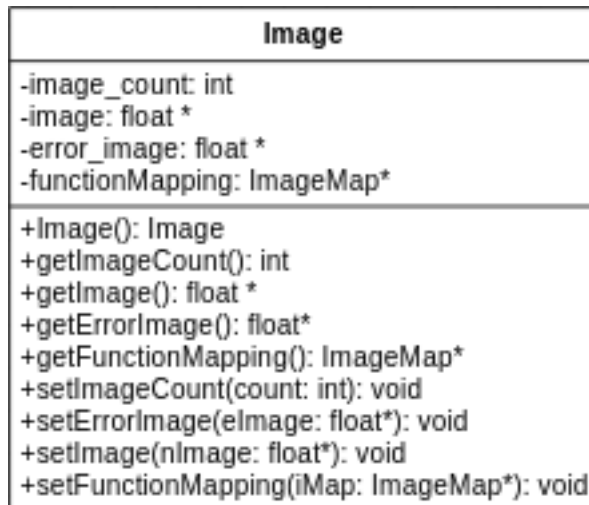 Image
-image_count: int
-image: float *
-error_image: float *
-functionMapping: ImageMap*
+Image(): Image
+getImageCount(): int
+getImage(): float *
+getErrorImage(): float*
+getFunctionMapping(): ImageMap*
+setImageCount(count: int): void
+setErrorImage(eImage: float*): void
+setImage(nImage: float*): void
+setFunctionMapping(iMap: ImageMap*): void